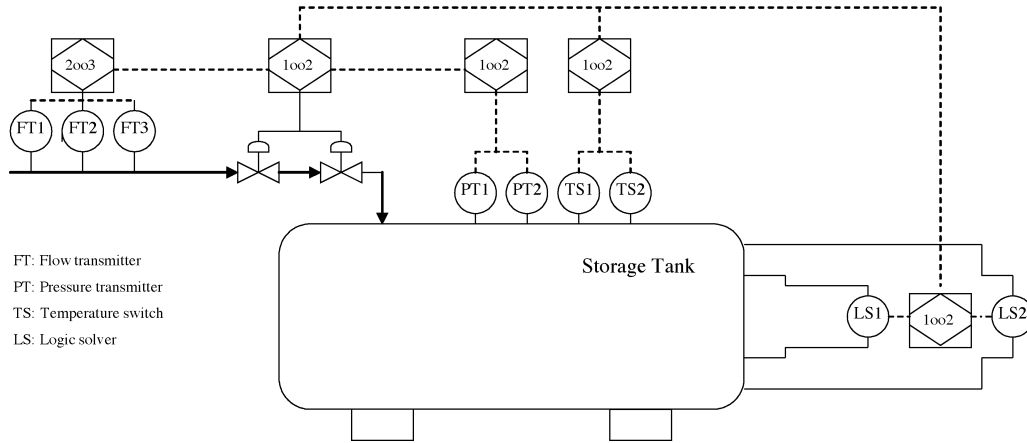 2oo3
1oo2
1oo2
1oo2
FT1
FT2
FT3
PT1
PT2
TS1
TS2
Storage Tank
FT: Flow transmitter
PT: Pressure transmitter
TS: Temperature switch
LS: Logic solver
LS1
1oo2
LS2